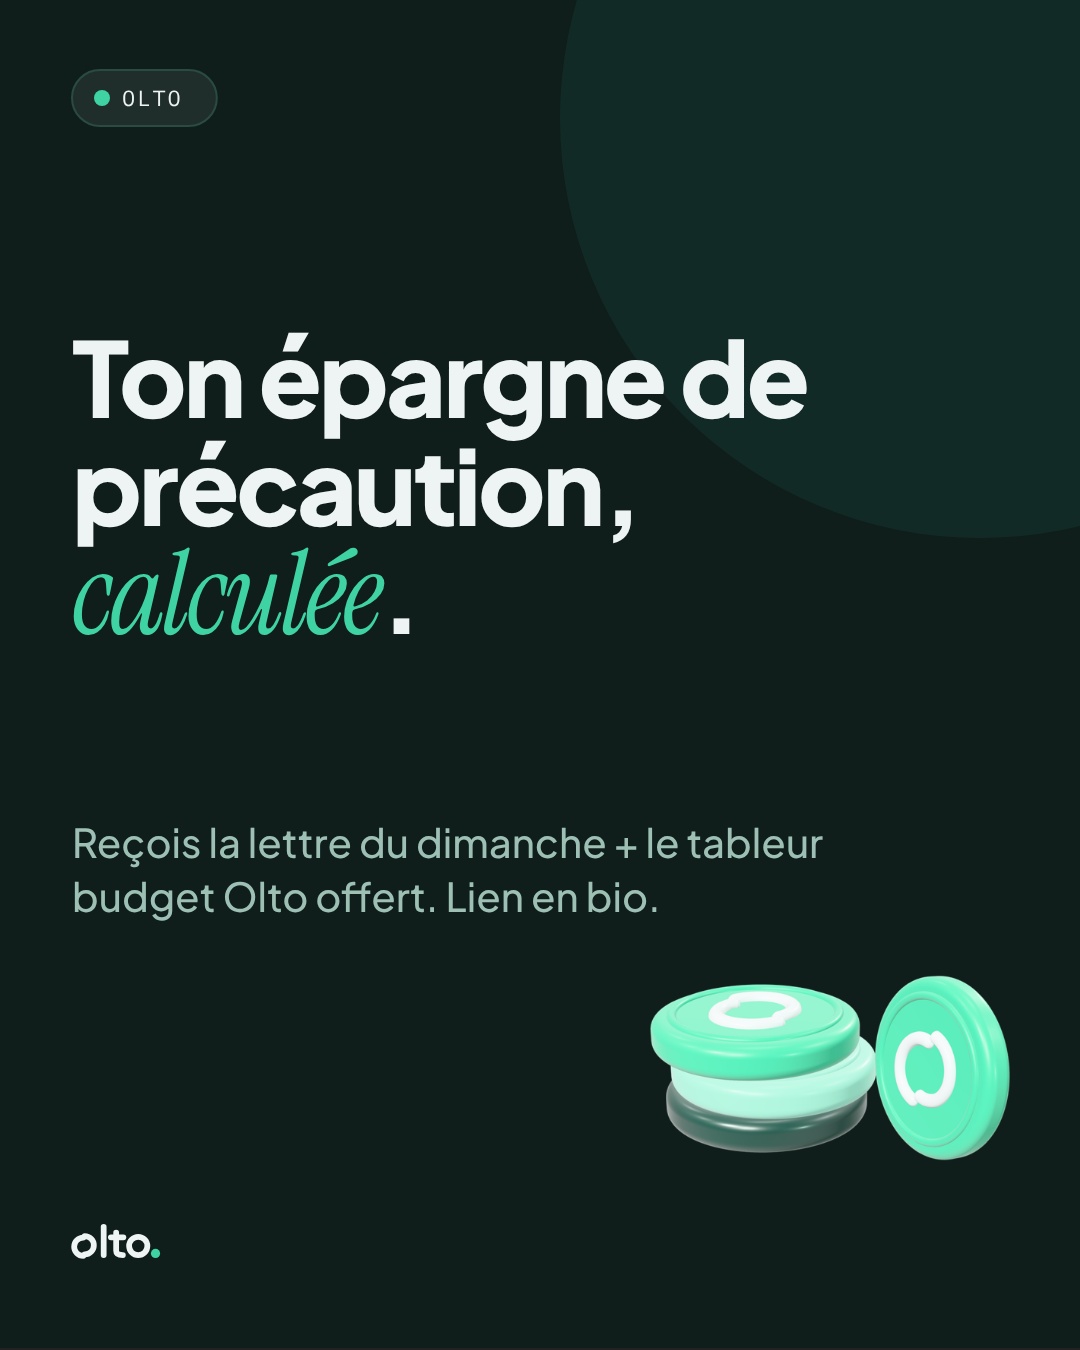 OLTO
Ton épargne de
précaution,
calculée.
Reçois la lettre du dimanche + le tableur
budget Olto offert. Lien en bio.
olto.